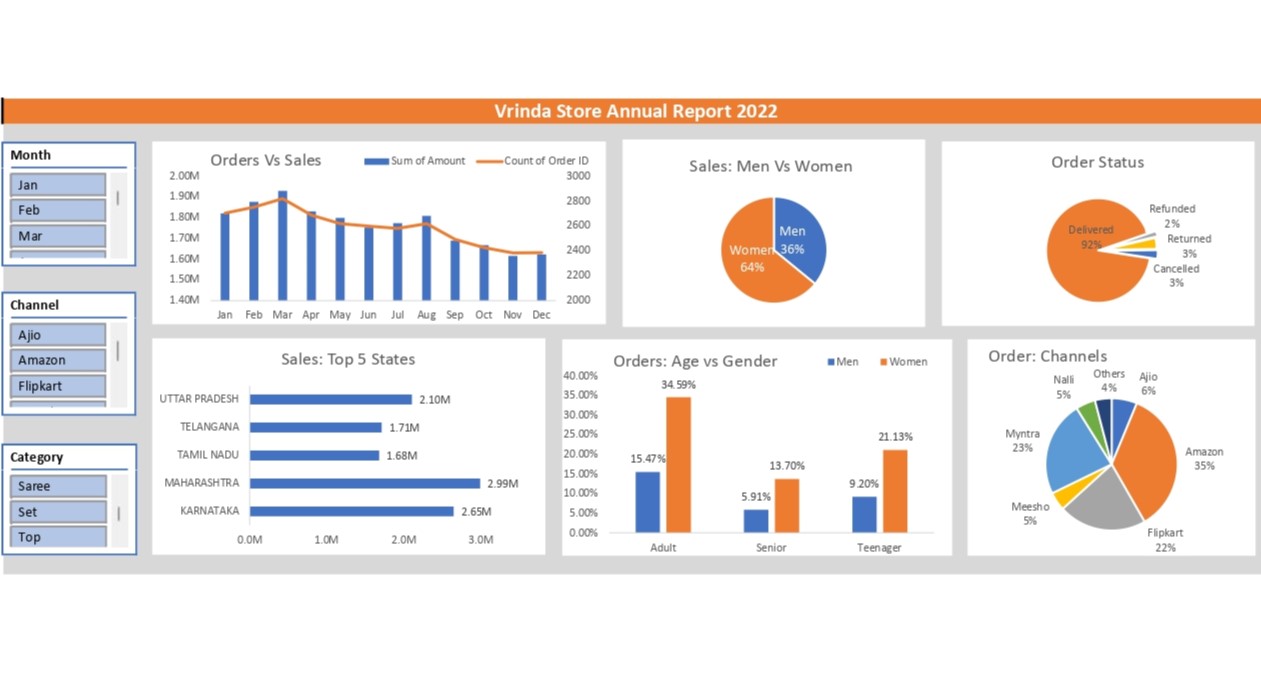 Vrinda Store Annual Report 2022
Month
Jan
Feb
Mar
Channel
Ajio
Amazon
Flipkart
Category
Saree
Set
Top
Orders Vs Sales
Sum of Amount
Count of Order ID
2.00M
1.90M
1.80M
1.70M
1.60M
1.50M
1.40M
3000
2800
2600
2400
2200
2000
Jan Feb Mar Apr May Jun Jul Aug Sep Oct Nov Dec
Sales: Men Vs Women
Men
36%
Women
64%
Order Status
Delivered
92%
Refunded
2%
Returned
3%
Cancelled
3%
Sales: Top 5 States
UTTAR PRADESH 2.10M
TELANGANA 1.71M
TAMIL NADU 1.68M
MAHARASHTRA 2.99M
KARNATAKA 2.65M
0.0M 1.0M 2.0M 3.0M
Orders: Age vs Gender
Men
Women
40.00%
35.00%
30.00%
25.00%
20.00%
15.00%
10.00%
5.00%
0.00%
15.47%
34.59%
5.91%
13.70%
9.20%
21.13%
Adult Senior Teenager
Order: Channels
Nalli
5%
Others
4%
Ajio
6%
Myntra
23%
Amazon
35%
Meesho
5%
Flipkart
22%